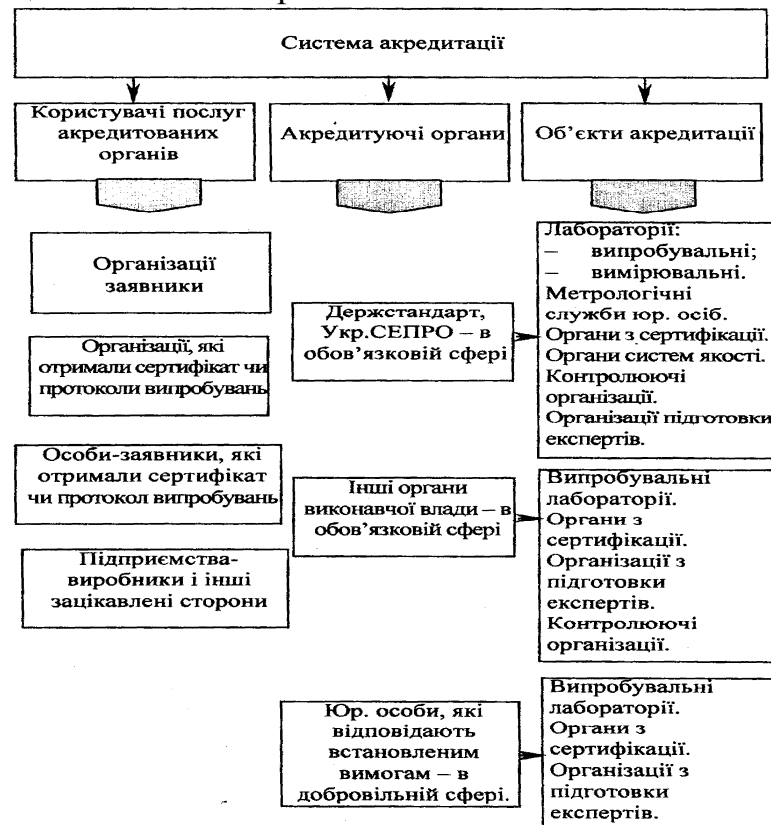 Система акредитації
Користувачі послуг
акредитованих
органів
Акредитуючі органи
Об’єкти акредитації
Організації
заявники
Організації, які
отримали сертифікат чи
протоколи випробувань
Особи-заявники, які
отримали сертифікат
чи протокол випробувань
Підприємства-
виробники і інші
зацікавлені сторони
Держстандарт,
Укр.СЕПРО – в
обов’язковій сфері
Інші органи
виконавчої влади – в
обов’язковій сфері
Юр. особи, які
відповідають
встановленим
вимогам – в
добровільній сфері.
Лабораторії:
– випробувальні;
– вимірювальні.
Метрологічні
служби юр. осіб.
Органи з сертифікації.
Органи систем якості.
Контролюючі
організації.
Організації підготовки
експертів.
Випробувальні
лабораторії.
Органи з
сертифікації.
Організації з
підготовки
експертів.
Контролюючі
організації.
Випробувальні
лабораторії.
Органи з
сертифікації.
Організації з
підготовки
експертів.